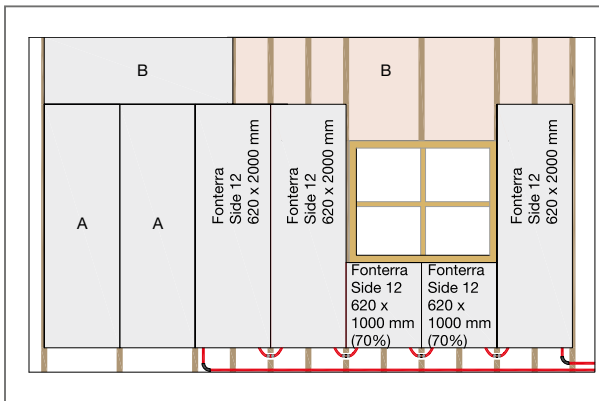 B
B
A
A
Fonterra
Side 12
620 x 2000 mm
Fonterra
Side 12
620 x 2000 mm
Fonterra
Side 12
620 x 2000 mm
Fonterra
Side 12
620 x
1000 mm
(70%)
Fonterra
Side 12
620 x
1000 mm
(70%)